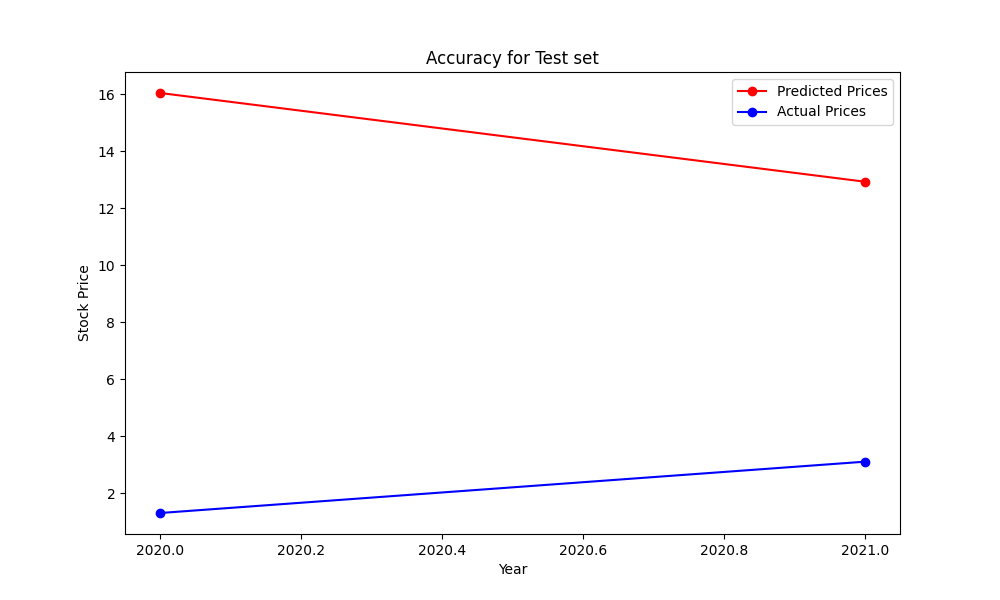 Accuracy for Test set
Predicted Prices
Actual Prices
16
14
12
10
8
6
4
2
Stock Price
2020.0 2020.2 2020.4 2020.6 2020.8 2021.0
Year